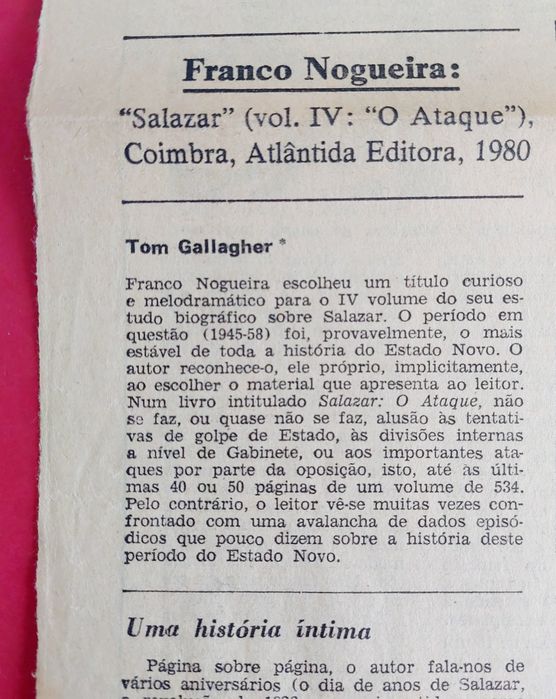 Franco Nogueira:
“Salazar” (vol. IV: “O Ataque”),
Coimbra, Atlântida Editora, 1980
Tom Gallagher *
Franco Nogueira escolheu um título curioso
e melodramático para o IV volume do seu es-
tudo biográfico sobre Salazar. O período em
questão (1945-58) foi, provavelmente, o mais
estável de toda a história do Estado Novo. O
autor reconhece-o, ele próprio, implicitamente,
ao escolher o material que apresenta ao leitor.
Num livro intitulado Salazar: O Ataque, não
se faz, ou quase não se faz, alusão às tentati-
vas de golpe de Estado, às divisões internas
a nível de Gabinete, ou aos importantes ata-
ques por parte da oposição, isto, até às últi-
mas 40 ou 50 páginas de um volume de 534.
Pelo contrário, o leitor vê-se muitas vezes con-
frontado com uma avalancha de dados episó-
dicos que pouco dizem sobre a história deste
período do Estado Novo.
Uma história íntima
Página sobre página, o autor fala-nos de
vários aniversários (o dia de anos de Salazar,